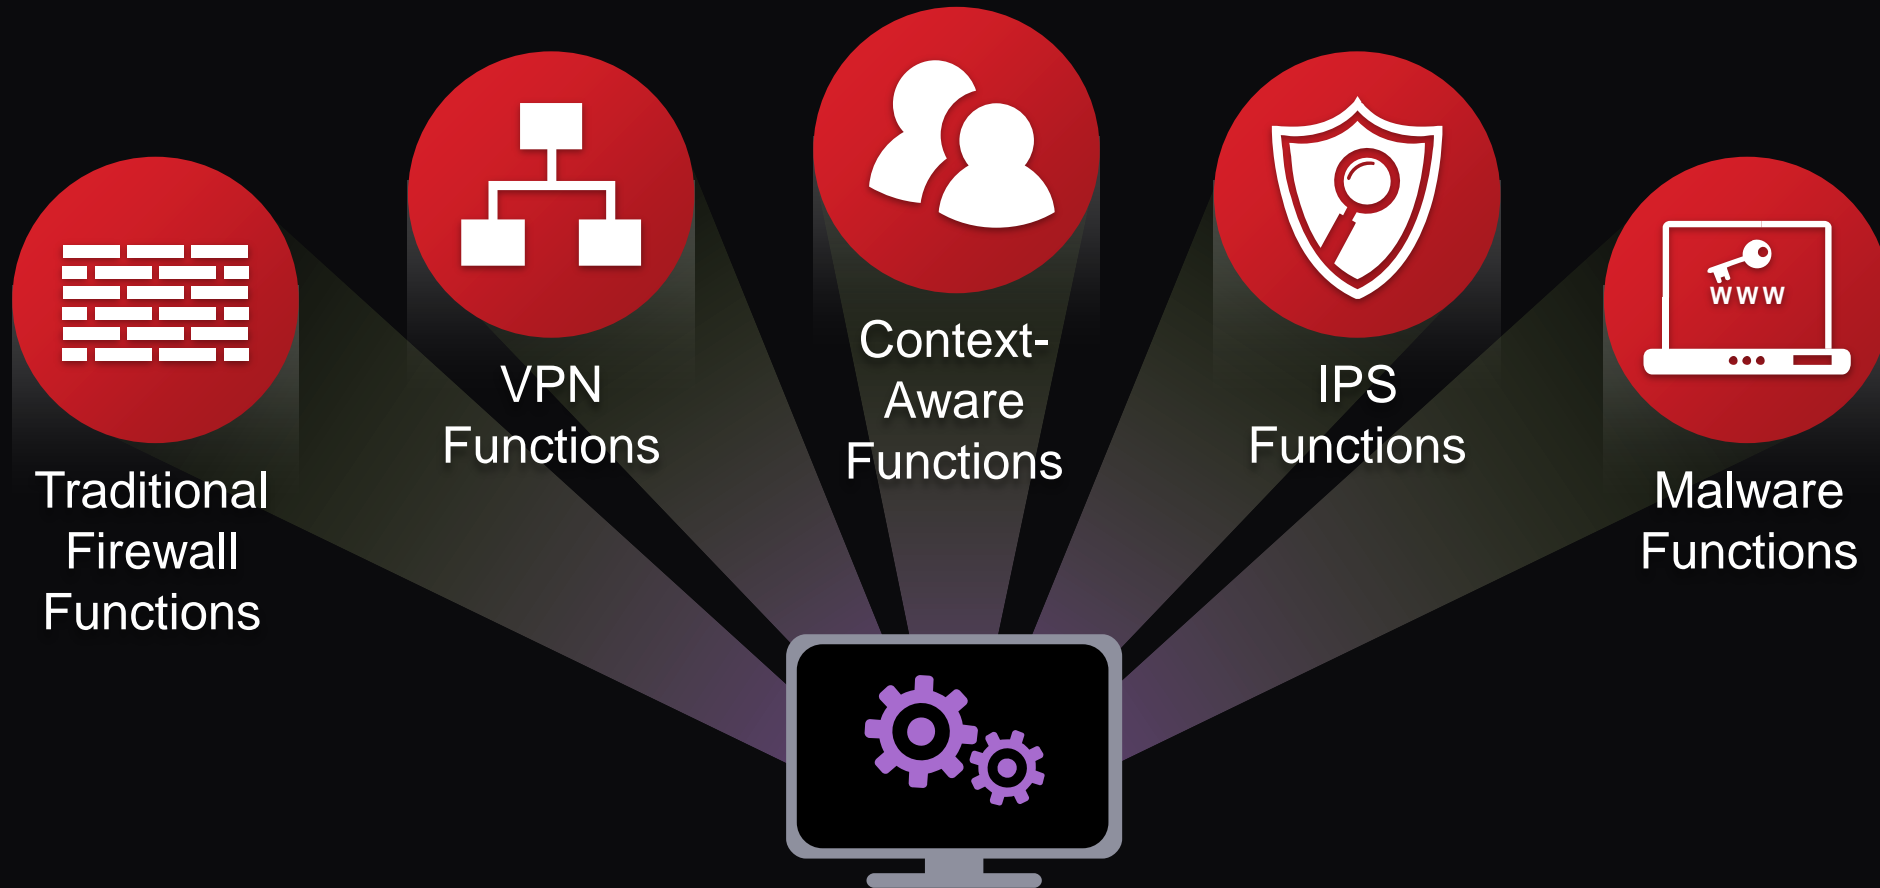 Traditional
Firewall
Functions
VPN
Functions
Context-
Aware
Functions
IPS
Functions
WWW
Malware
Functions